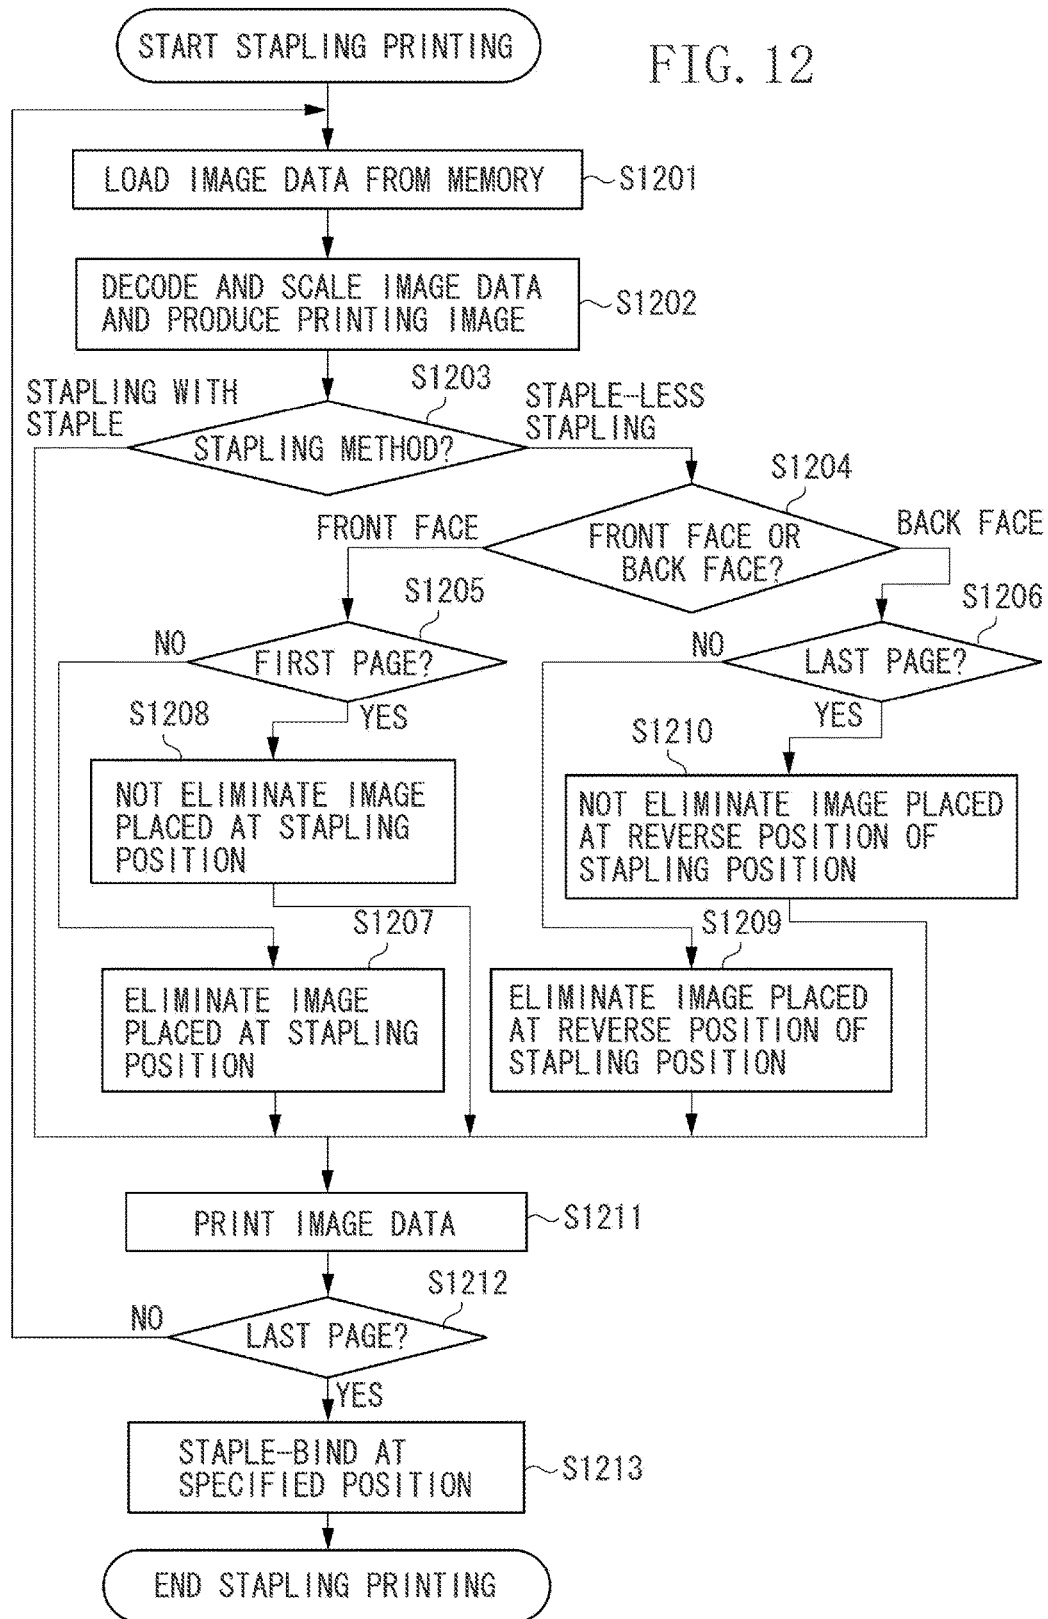 START STAPLING PRINTING
FIG. 12
LOAD IMAGE DATA FROM MEMORY
S1201
DECODE AND SCALE IMAGE DATA
AND PRODUCE PRINTING IMAGE
S1202
STAPLING WITH
STAPLE
S1203
STAPLING METHOD?
STAPLE-LESS
STAPLING
S1204
FRONT FACE
FRONT FACE OR
BACK FACE?
BACK FACE
S1205
S1206
NO
FIRST PAGE?
NO
LAST PAGE?
S1208
YES
S1210
YES
NOT ELIMINATE IMAGE
PLACED AT STAPLING
POSITION
NOT ELIMINATE IMAGE PLACED
AT REVERSE POSITION OF
STAPLING POSITION
S1207
S1209
ELIMINATE IMAGE
PLACED AT STAPLING
POSITION
ELIMINATE IMAGE PLACED
AT REVERSE POSITION OF
STAPLING POSITION
PRINT IMAGE DATA
S1211
S1212
NO
LAST PAGE?
YES
STAPLE-BIND AT
SPECIFIED POSITION
S1213
END STAPLING PRINTING